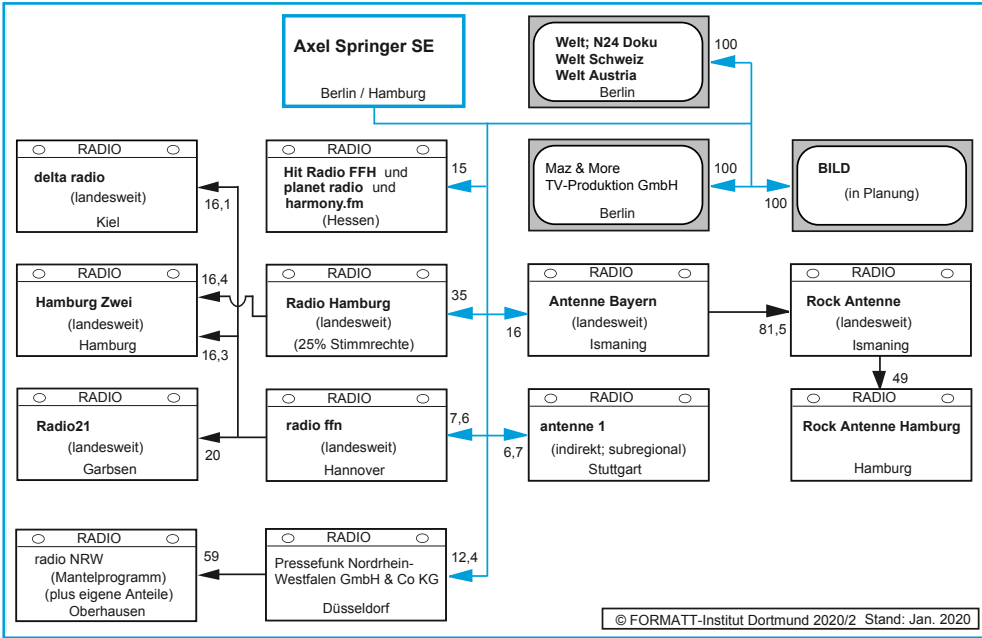 Axel Springer SE
Berlin / Hamburg
Welt; N24 Doku
Welt Schweiz
Welt Austria
Berlin
100
Maz & More
TV-Produktion GmbH
Berlin
100
BILD
(in Planung)
100
RADIO
delta radio
(landesweit)
Kiel
16,1
RADIO
Hit Radio FFH und
planet radio und
harmony.fm
(Hessen)
15
RADIO
Hamburg Zwei
(landesweit)
Hamburg
16,4
16,3
RADIO
Radio Hamburg
(landesweit)
(25% Stimmrechte)
35
RADIO
Antenne Bayern
(landesweit)
Ismaning
16
RADIO
Rock Antenne
(landesweit)
Ismaning
81,5
RADIO
Radio21
(landesweit)
Garbsen
20
RADIO
radio ffn
(landesweit)
Hannover
7,6
RADIO
antenne 1
(indirekt; subregional)
Stuttgart
6,7
49
RADIO
Rock Antenne Hamburg
Hamburg
RADIO
radio NRW
(Mantelprogramm)
(plus eigene Anteile)
Oberhausen
59
RADIO
Pressefunk Nordrhein-
Westfalen GmbH & Co KG
Düsseldorf
12,4
© FORMATT-Institut Dortmund 2020/2 Stand: Jan. 2020